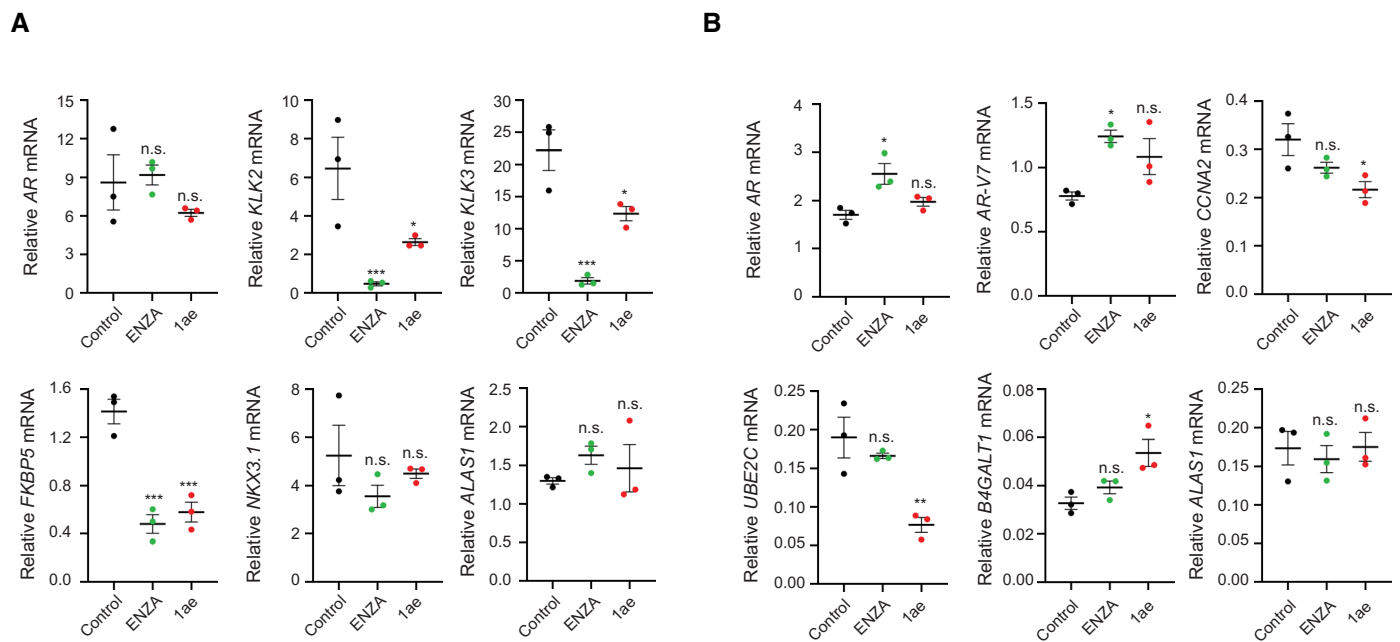 A
B
Relative AR mRNA
15
12
9
6
3
0
n.s.
n.s.
Control
ENZA
1ae
Relative KLK2 mRNA
10
8
6
4
2
0
***
*
Control
ENZA
1ae
Relative KLK3 mRNA
30
25
20
15
10
5
0
***
*
Control
ENZA
1ae
Relative AR mRNA
4
3
2
1
0
*
n.s.
Control
ENZA
1ae
Relative AR-V7 mRNA
1.5
1.0
0.5
0.0
*
n.s.
Control
ENZA
1ae
Relative CCNA2 mRNA
0.4
0.3
0.2
0.1
0.0
n.s.
*
Control
ENZA
1ae
Relative FKBP5 mRNA
1.6
1.2
0.8
0.4
0.0
***
***
Control
ENZA
1ae
Relative NKX3.1 mRNA
8
6
4
2
0
n.s.
n.s.
Control
ENZA
1ae
Relative ALAS1 mRNA
2.5
2.0
1.5
1.0
0.5
0.0
n.s.
n.s.
Control
ENZA
1ae
Relative UBE2C mRNA
0.25
0.20
0.15
0.10
0.05
0.00
n.s.
**
Control
ENZA
1ae
Relative B4GALT1 mRNA
0.08
0.06
0.04
0.02
0.00
n.s.
*
Control
ENZA
1ae
Relative ALAS1 mRNA
0.25
0.20
0.15
0.10
0.05
0.00
n.s.
n.s.
Control
ENZA
1ae